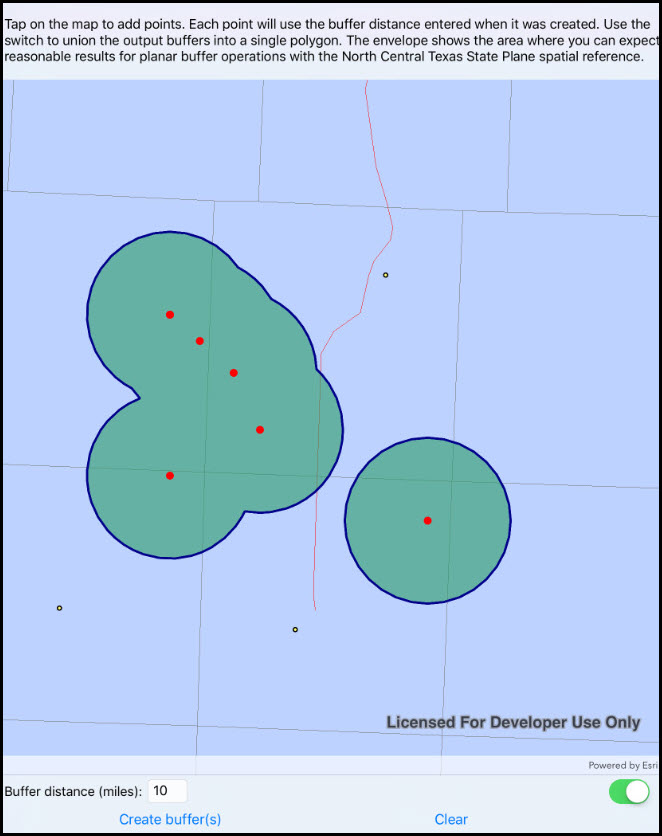 Tap on the map to add points. Each point will use the buffer distance entered when it was created. Use the
switch to union the output buffers into a single polygon. The envelope shows the area where you can expect
reasonable results for planar buffer operations with the North Central Texas State Plane spatial reference.
Licensed For Developer Use Only
Powered by Esri
Buffer distance (miles): 10
Create buffer(s) Clear